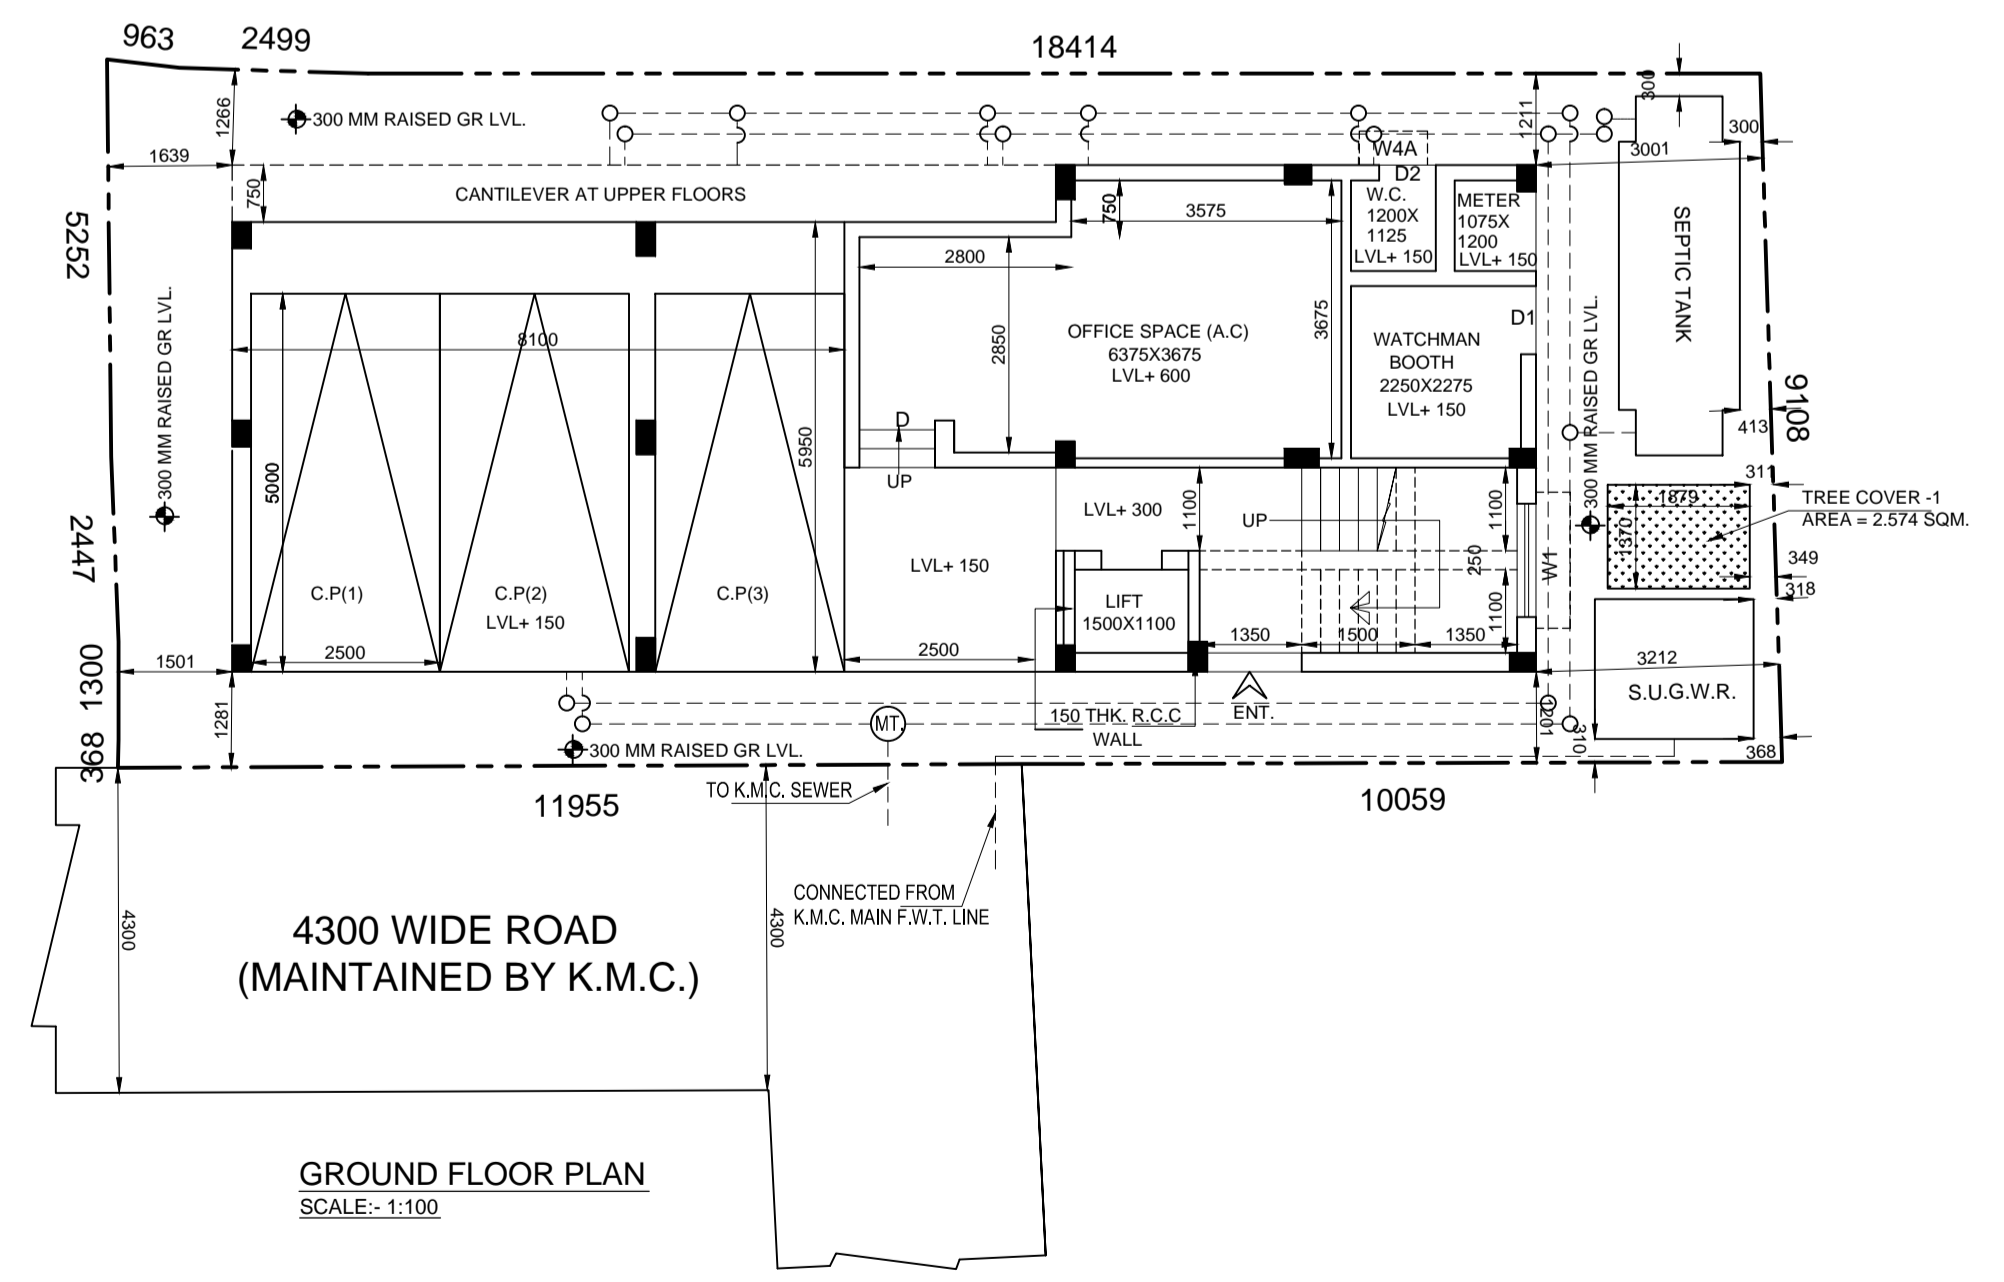 963
2499
18414
1266
300 MM RAISED GR LVL.
1211
300
300
3001
1639
750
CANTILEVER AT UPPER FLOORS
W4A
D2
W.C.
1200X
1125
LVL+ 150
METER
1075X
1200
LVL+ 150
750
3575
2800
5252
SEPTIC TANK
300 MM RAISED GR LVL.
8100
5000
5950
2850
OFFICE SPACE (A.C)
6375X3675
LVL+ 600
3675
D1
WATCHMAN
BOOTH
2250X2275
LVL+ 150
300 MM RAISED GR LVL.
9108
413
D
UP
311
1879
1370
TREE COVER -1
AREA = 2.574 SQM.
LVL+ 300
1100
UP
1100
250
W1
349
318
2447
C.P(1)
C.P(2)
LVL+ 150
C.P(3)
LVL+ 150
LIFT
1500X1100
1100
1350
1500
1350
2500
2500
1501
1300
3212
S.U.G.W.R.
1281
MT.
150 THK. R.C.C
WALL
ENT.
1201
310
368
898
300 MM RAISED GR LVL.
TO K.M.C. SEWER
11955
10059
4300
4300
CONNECTED FROM
K.M.C. MAIN F.W.T. LINE
4300 WIDE ROAD
(MAINTAINED BY K.M.C.)
GROUND FLOOR PLAN
SCALE:- 1:100